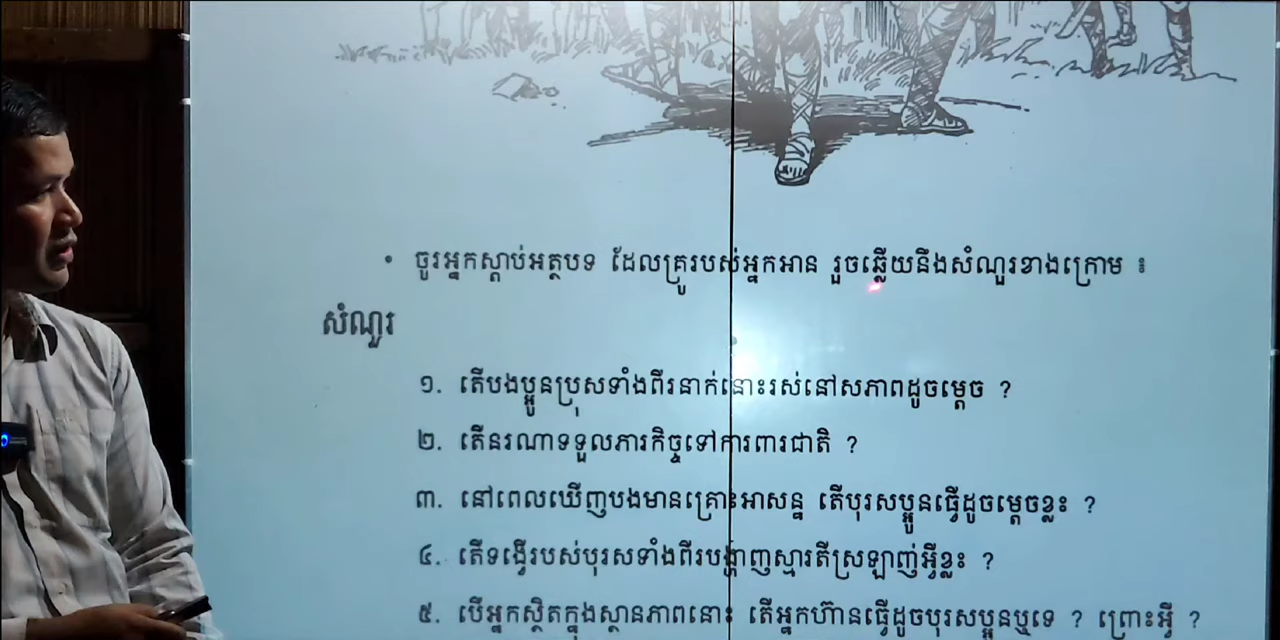 • ចូរអ្នកស្ដាប់អត្ថបទ ដែលគ្រូរបស់អ្នកអាន រួចឆ្លើយនឹងសំណួរខាងក្រោម ៖
សំណួរ
១. តើបងប្អូនប្រុសទាំងពីរនាក់នោះរស់នៅសភាពដូចម្ដេច ?
២. តើនរណាទទួលភារកិច្ចទៅការពារជាតិ ?
៣. នៅពេលឃើញបងមានគ្រោះអាសន្ន តើបុរសប្អូនធ្វើដូចម្ដេចខ្លះ ?
៤. តើទង្វើរបស់បុរសទាំងពីរបង្ហាញស្មារតីស្រឡាញ់អ្វីខ្លះ ?
៥. បើអ្នកស្ថិតក្នុងស្ថានភាពនោះ តើអ្នកហ៊ានធ្វើដូចបុរសប្អូនឬទេ ? ព្រោះអ្វី ?